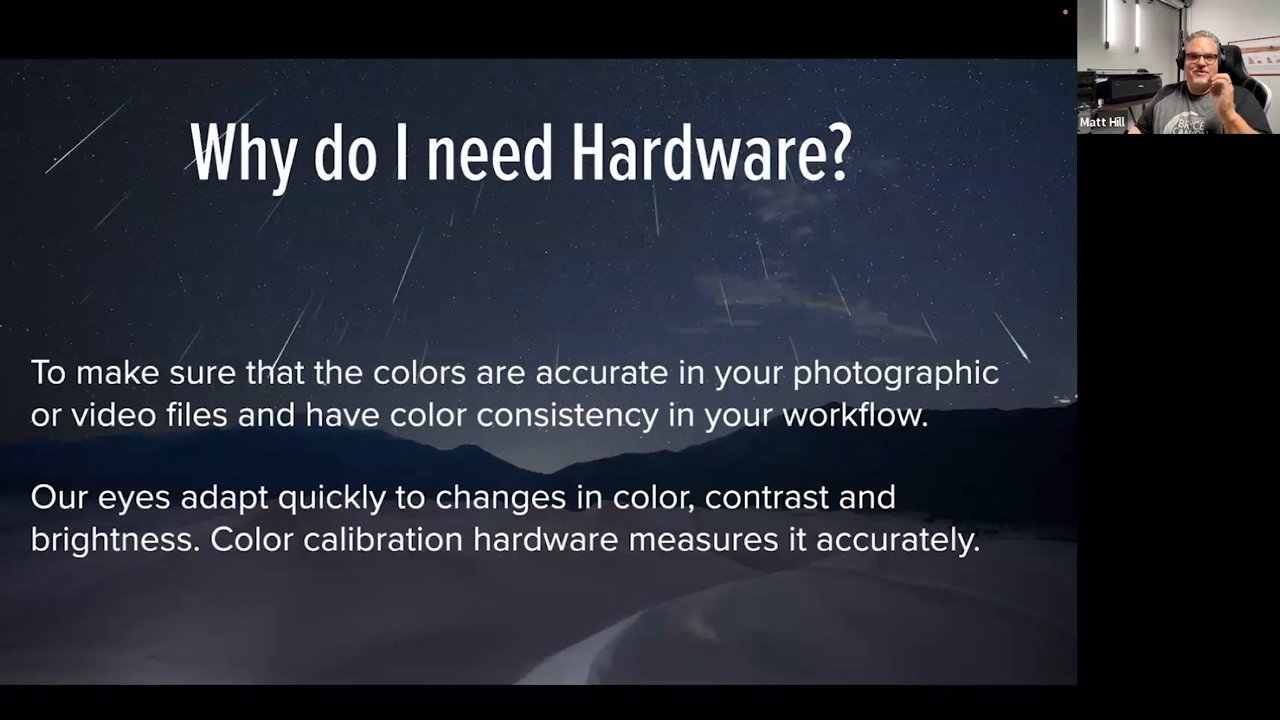 Why do I need Hardware?
To make sure that the colors are accurate in your photographic
or video files and have color consistency in your workflow.
Our eyes adapt quickly to changes in color, contrast and
brightness. Color calibration hardware measures it accurately.
Matt Hill
BRYCE